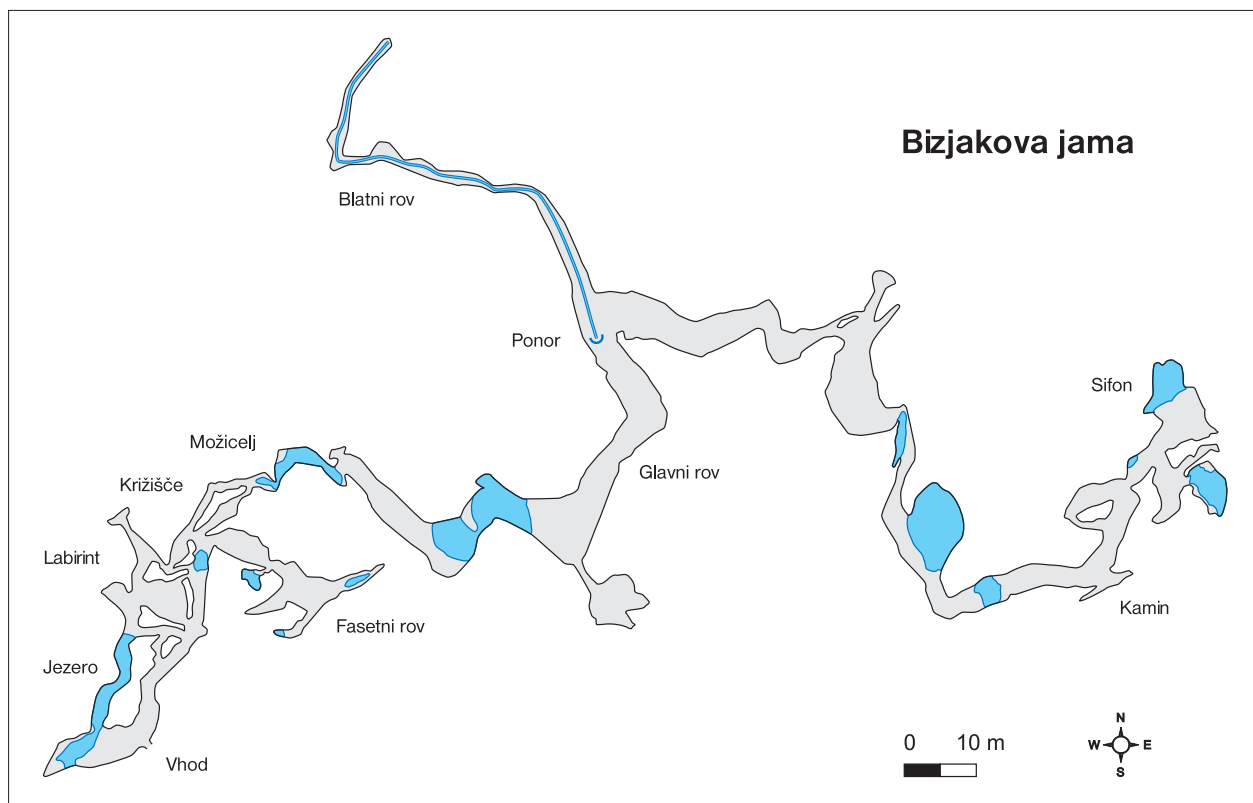 Bizjakova jama
Blatni rov
Ponor
Sifon
Možicelj
Glavni rov
Križišče
Labirint
Kamin
Fasetni rov
Jezero
Vhod
0 10 m
N
W E
S